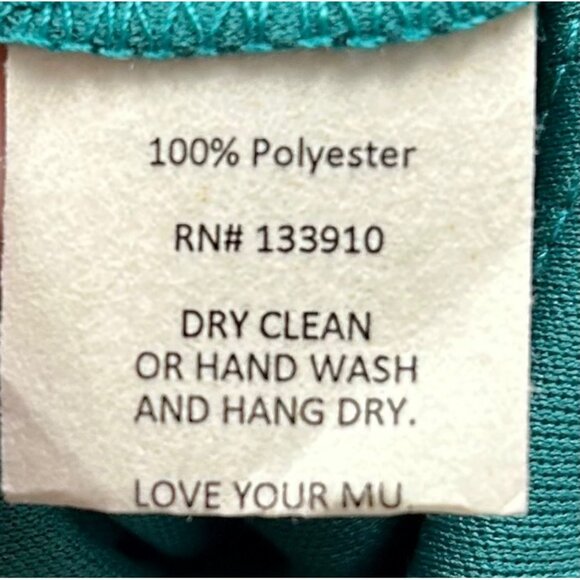 100% Polyester
RN# 133910
DRY CLEAN
OR HAND WASH
AND HANG DRY.
LOVE YOUR MU.